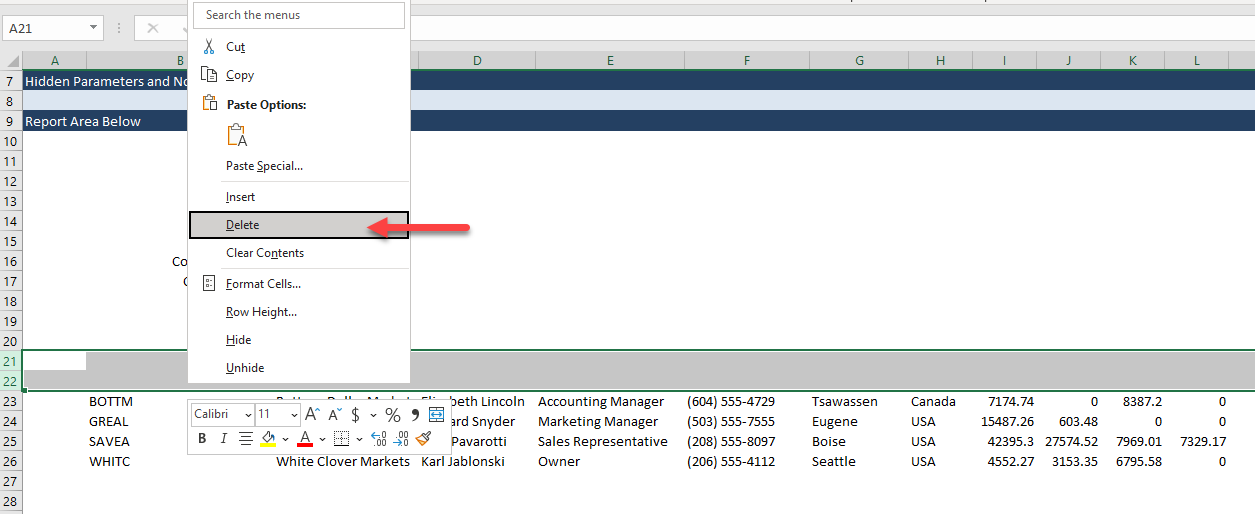 Search the menus
A21
Cut
A B D E F G H I J K L
7 Hidden Parameters and
Copy
8
Paste Options:
9 Report Area Below
10
A
11
Paste Special...
12
13
Insert
14
Delete
15
Clear Contents
16
17
Format Cells...
18
Row Height...
19
20
Hide
21
Unhide
22
23 BOTTM Elizabeth Lincoln Accounting Manager (604) 555-4729 Tsawassen Canada 7174.74 0 8387.2 0
Calibri 11 A A $ % ,
24 GREAL Snyder Marketing Manager (503) 555-7555 Eugene USA 15487.26 603.48 0 0
B I A .00
25 SAVEA Pavarotti Sales Representative (208) 555-8097 Boise USA 42395.3 27574.52 7969.01 7329.17
26 WHITC White Clover Markets Karl Jablonski Owner (206) 555-4112 Seattle USA 4552.27 3153.35 6795.58 0
27
28